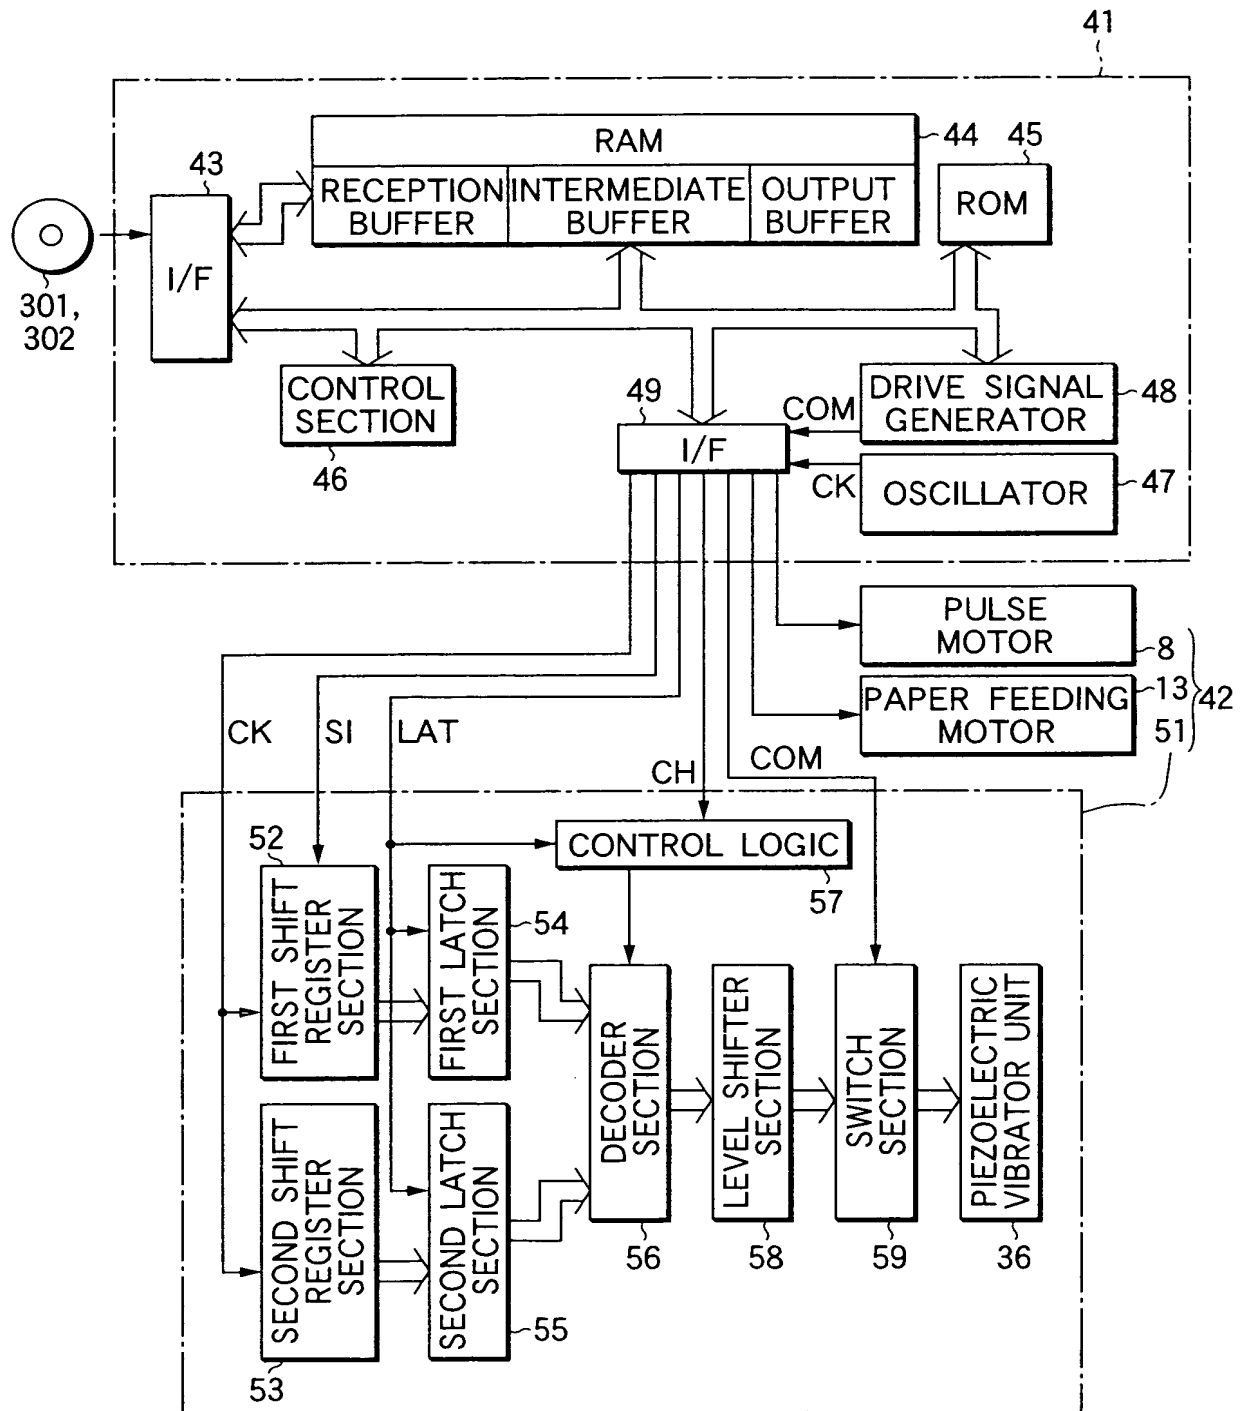 41
RAM
44
45
43
RECEPTION
BUFFER
INTERMEDIATE
BUFFER
OUTPUT
BUFFER
ROM
I/F
301,
302
CONTROL
SECTION
46
49
I/F
COM
DRIVE SIGNAL
GENERATOR
48
CK
OSCILLATOR
47
PULSE
MOTOR
8
PAPER FEEDING
MOTOR
13
42
51
CK
SI
LAT
CH
COM
52
CONTROL LOGIC
57
FIRST SHIFT
REGISTER
SECTION
FIRST LATCH
SECTION
54
DECODER
SECTION
56
LEVEL SHIFTER
SECTION
58
SWITCH
SECTION
59
PIEZOELECTRIC
VIBRATOR UNIT
36
SECOND SHIFT
REGISTER
SECTION
53
SECOND LATCH
SECTION
55